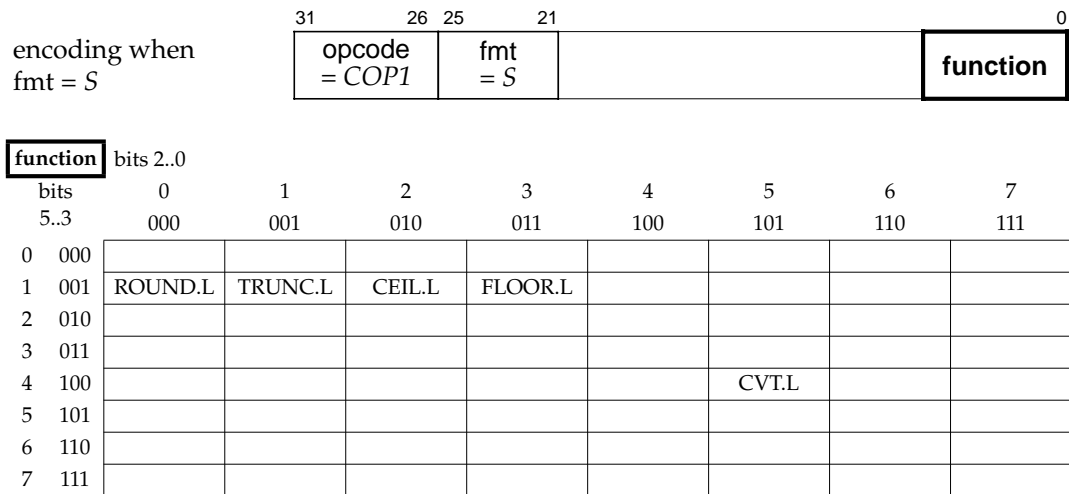 31 26 25 21 0
encoding when fmt = S
opcode = COP1
fmt = S
function
function bits 2..0
bits 0 1 2 3 4 5 6 7
5..3 000 001 010 011 100 101 110 111
0 000
1 001 ROUND.L TRUNC.L CEIL.L FLOOR.L
2 010
3 011
4 100 CVT.L
5 101
6 110
7 111